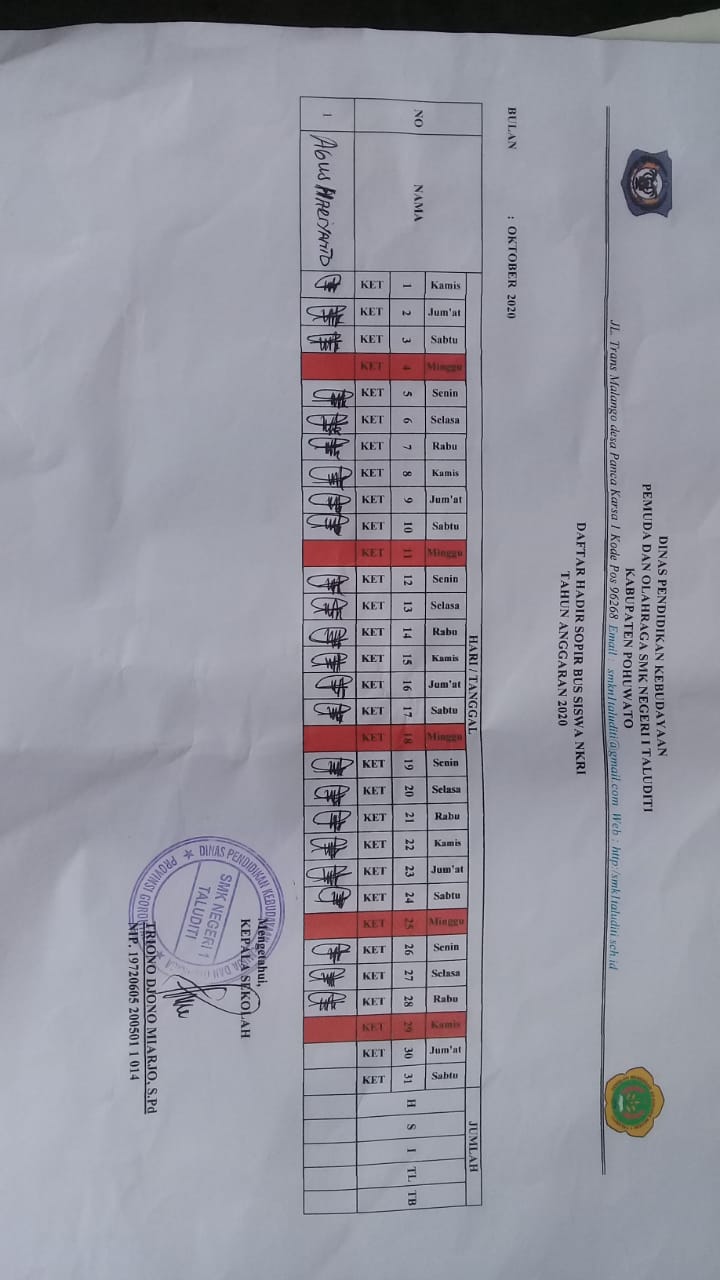 DINAS PENDIDIKAN KEBUDAYAAN
PEMUDA DAN OLAHRAGA SMK NEGERI 1 TALUDITI
KABUPATEN POHUWATO
JL. Trans Malango desa Panca Karsa 1 Kode Pos 96268 Email : smkn1taluditi@gmail.com Web : http/smk1taluditi.sch.id
DAFTAR HADIR SOPIR BUS SISWA NKRI
TAHUN ANGGARAN 2020
BULAN : OKTOBER 2020
NO NAMA HARI / TANGGAL JUMLAH
Kamis Jum'at Sabtu Minggu Senin Selasa Rabu Kamis Jum'at Sabtu Minggu Senin Selasa Rabu Kamis Jum'at Sabtu Minggu Senin Selasa Rabu Kamis Jum'at Sabtu Minggu Senin Selasa Rabu Kamis Jum'at Sabtu
1 2 3 4 5 6 7 8 9 10 11 12 13 14 15 16 17 18 19 20 21 22 23 24 25 26 27 28 29 30 31 H S I TL TB
KET KET KET KET KET KET KET KET KET KET KET KET KET KET KET KET KET KET KET KET KET KET KET KET KET KET KET KET KET KET KET
1 AGUS HARIYANTO
Mengetahui,
KEPALA SEKOLAH
DINAS PENDIDIKAN KEBUDAYAAN
SMK NEGERI 1
TALUDITI
TRIONO DJONO MIARJO, S.Pd
NIP. 19720605 200501 1 014